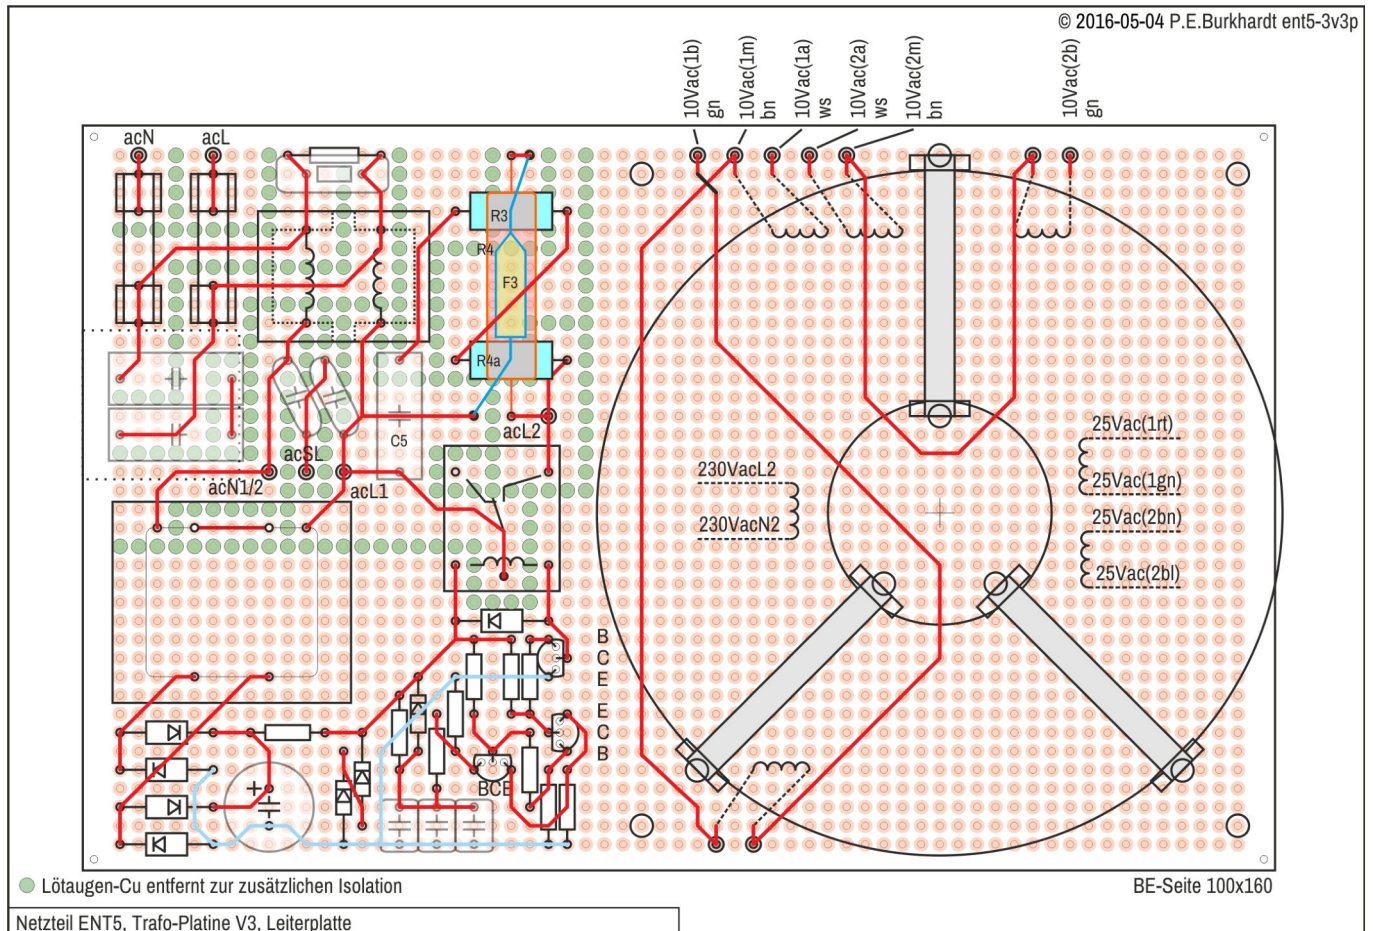 © 2016-05-04 P.E.Burkhardt ent5-3v3p
10Vac(1b)
gn
10Vac(1m)
bn
10Vac(1a)
ws
10Vac(2a)
ws
10Vac(2m)
bn
10Vac(2b)
gn
acN
acL
R3
R4
F3
R4a
C5
acL2
acSL
acN1/2
acL1
230VacL2
230VacN2
25Vac(1rt)
25Vac(1gn)
25Vac(2bn)
25Vac(2bl)
B
C
E
E
C
B
BCE
+
Lötaugen-Cu entfernt zur zusätzlichen Isolation
BE-Seite 100x160
Netzteil ENT5, Trafo-Platine V3, Leiterplatte